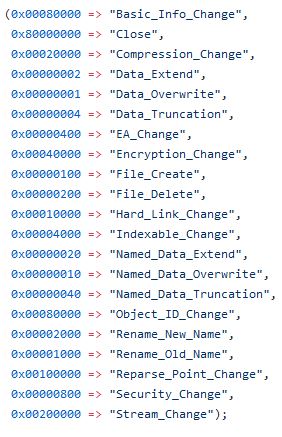 (0x00080000 => "Basic_Info_Change",
0x80000000 => "Close",
0x00020000 => "Compression_Change",
0x00000002 => "Data_Extend",
0x00000001 => "Data_Overwrite",
0x00000004 => "Data_Truncation",
0x00000400 => "EA_Change",
0x00040000 => "Encryption_Change",
0x00000100 => "File_Create",
0x00000200 => "File_Delete",
0x00010000 => "Hard_Link_Change",
0x00004000 => "Indexable_Change",
0x00000020 => "Named_Data_Extend",
0x00000010 => "Named_Data_Overwrite",
0x00000040 => "Named_Data_Truncation",
0x00080000 => "Object_ID_Change",
0x00002000 => "Rename_New_Name",
0x00001000 => "Rename_Old_Name",
0x00100000 => "Reparse_Point_Change",
0x00000800 => "Security_Change",
0x00200000 => "Stream_Change");